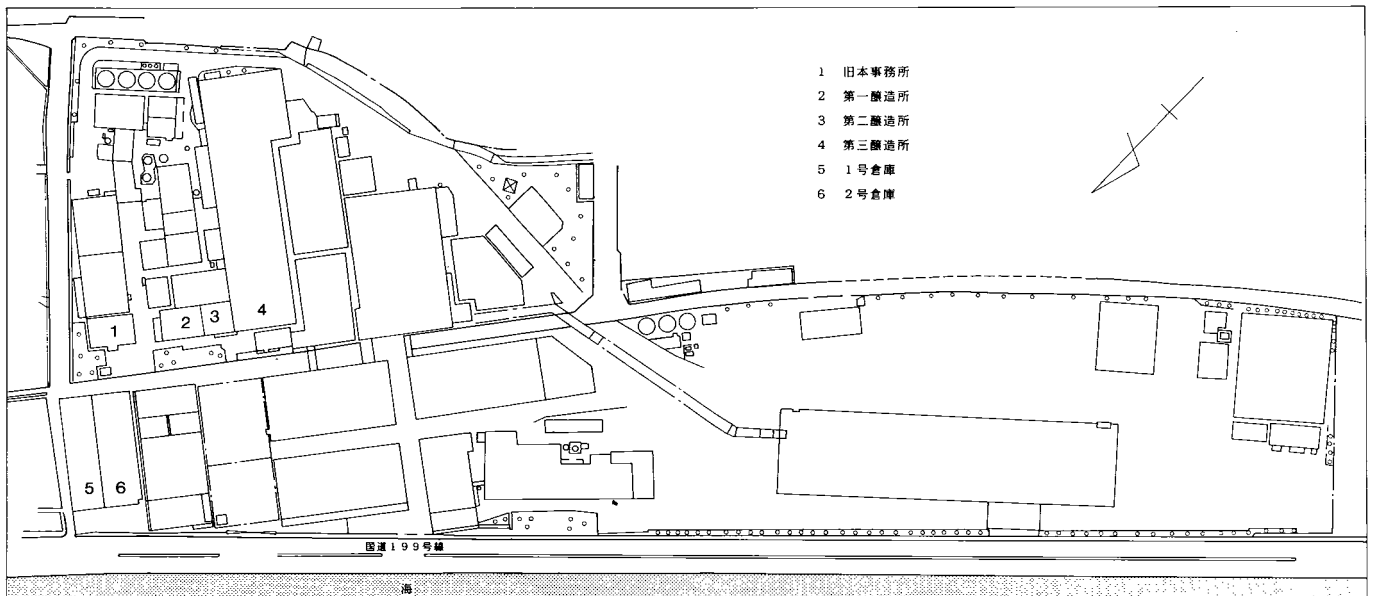 1 旧本事務所
2 第一醸造所
3 第二醸造所
4 第三醸造所
5 1号倉庫
6 2号倉庫
4
1
2
3
5
6
国道199号線
海